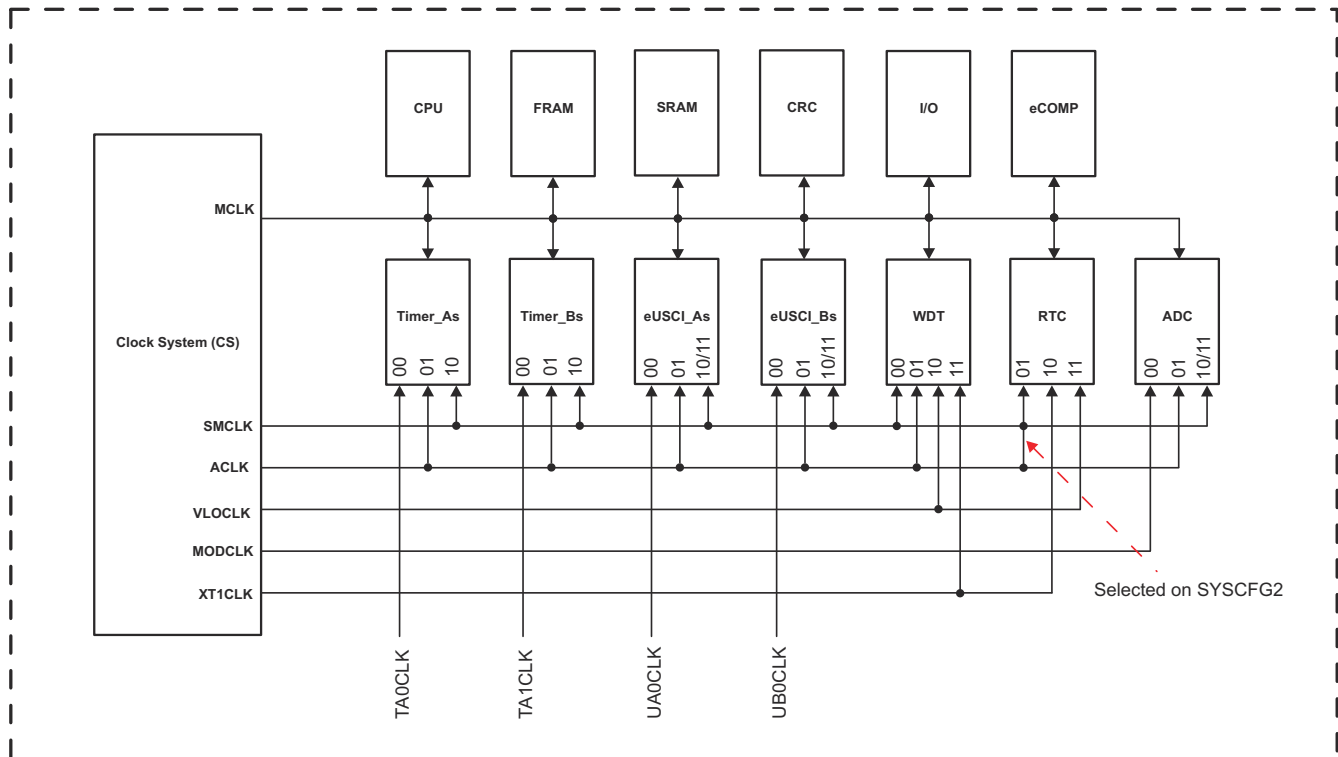 CPU FRAM SRAM CRC I/O eCOMP
MCLK
Timer_As Timer_Bs eUSCI_As eUSCI_Bs WDT RTC ADC
Clock System (CS)
00 01 10 00 01 10 00 01 10/11 00 01 10/11 00 01 10 11 01 10 11 00 01 10/11
SMCLK
ACLK
VLOCLK
MODCLK
XT1CLK
Selected on SYSCFG2
TA0CLK TA1CLK UA0CLK UB0CLK